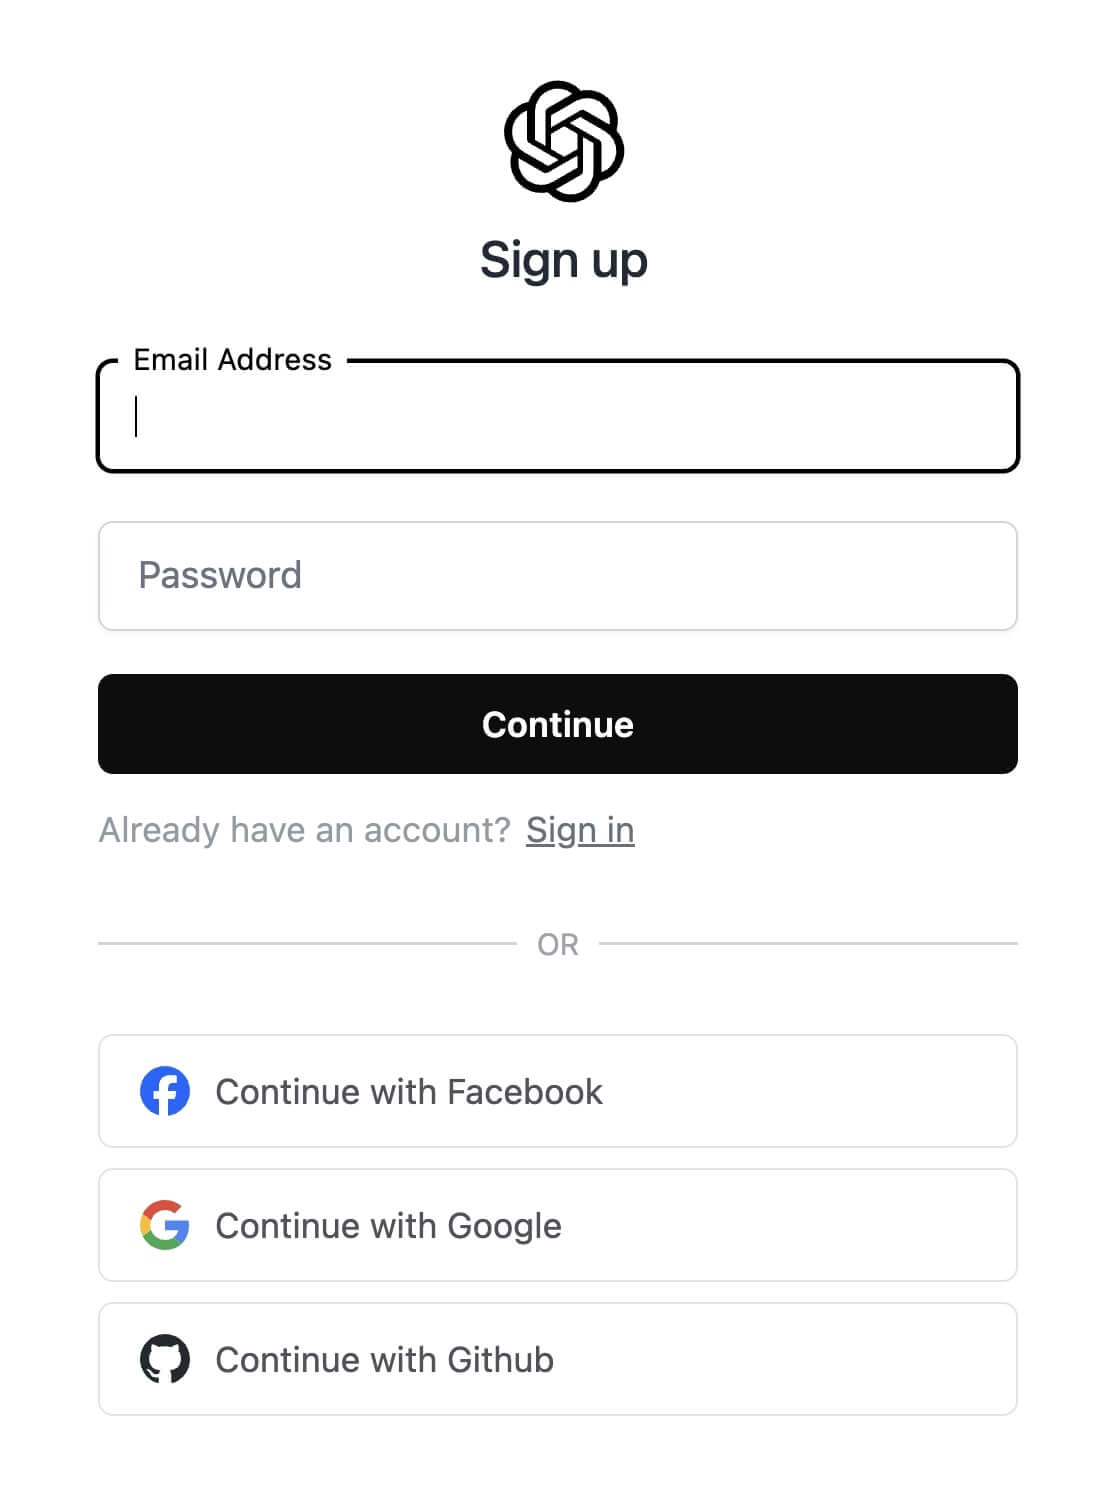 Sign up
Email Address
Password
Continue
Already have an account? Sign in
OR
Continue with Facebook
Continue with Google
Continue with Github